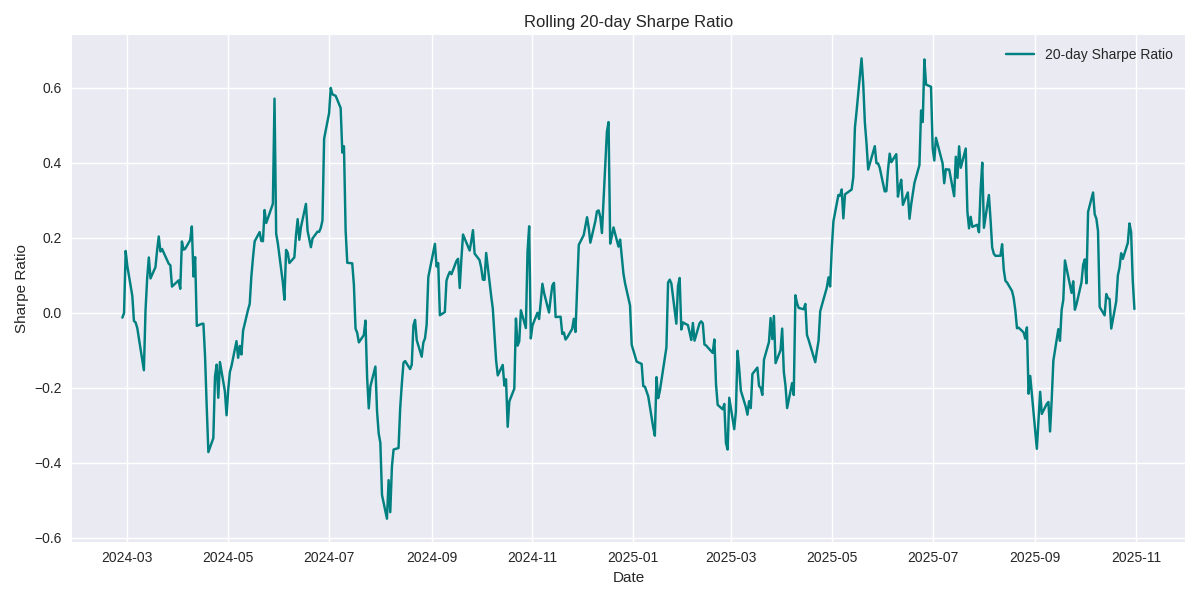 Rolling 20-day Sharpe Ratio
20-day Sharpe Ratio
Sharpe Ratio
0.6
0.4
0.2
0.0
−0.2
−0.4
−0.6
2024-03 2024-05 2024-07 2024-09 2024-11 2025-01 2025-03 2025-05 2025-07 2025-09 2025-11
Date